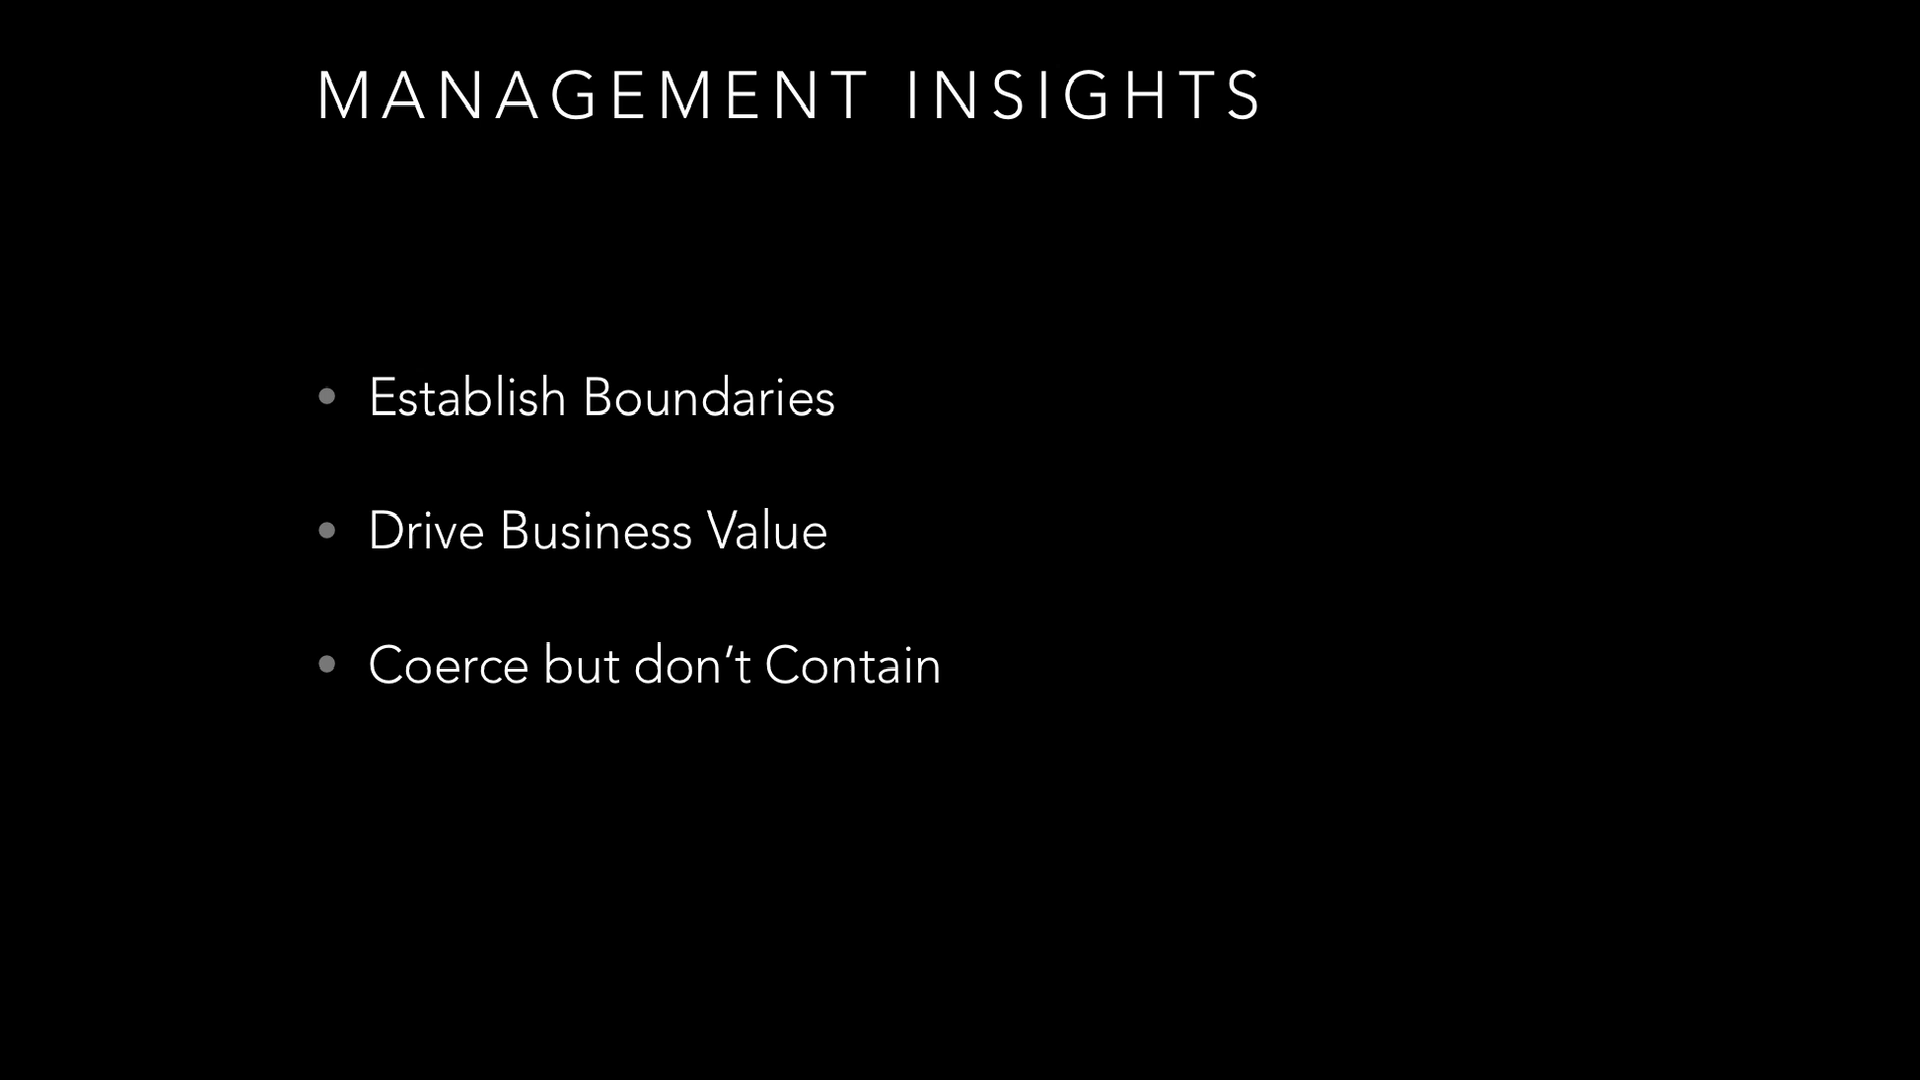 MANAGEMENT INSIGHTS
• Establish Boundaries
• Drive Business Value
• Coerce but don’t Contain